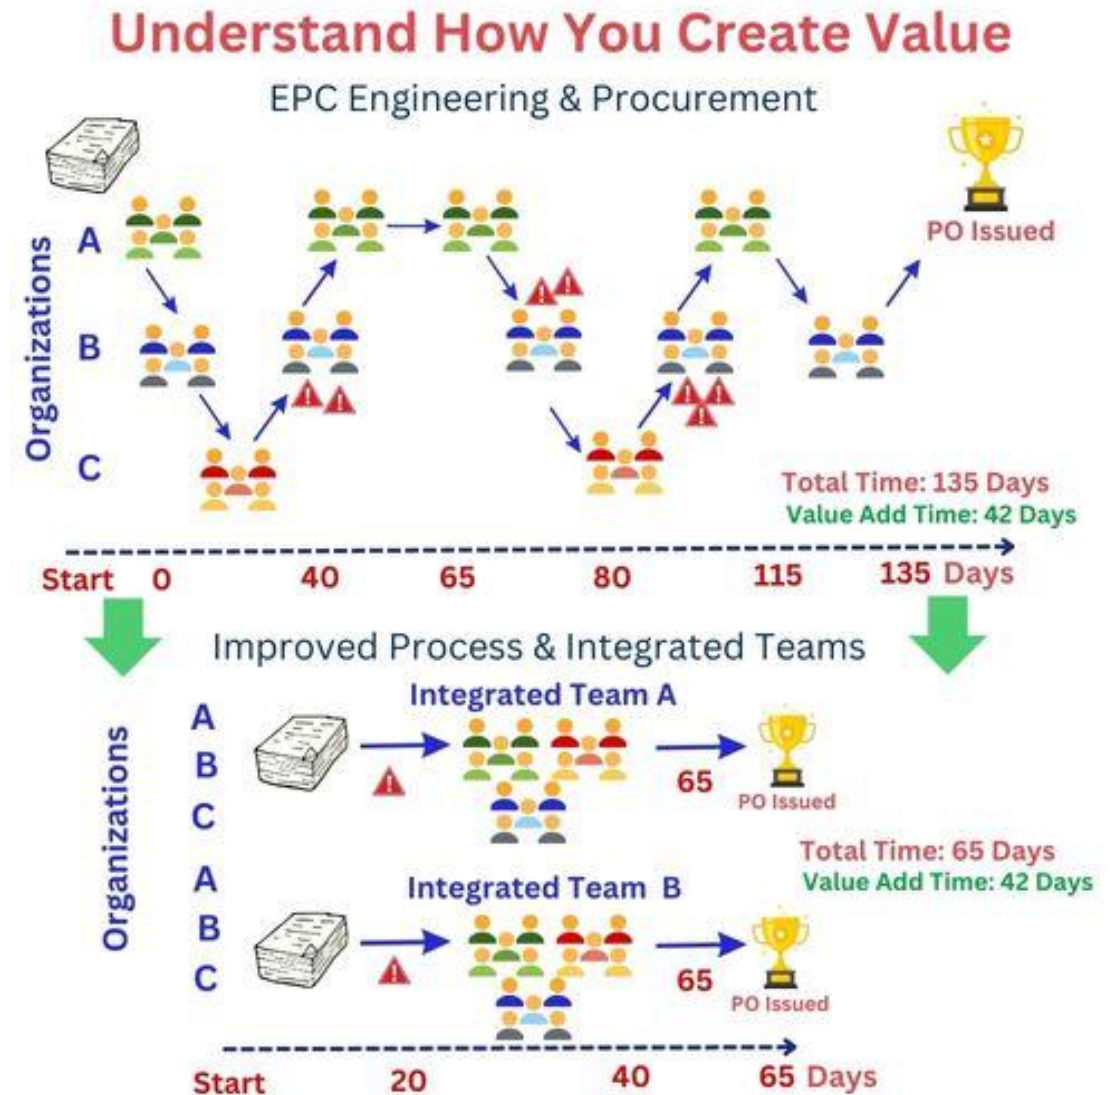 Understand How You Create Value
EPC Engineering & Procurement
Organizations
A
B
C
PO Issued
Total Time: 135 Days
Value Add Time: 42 Days
Start 0 40 65 80 115 135 Days
Improved Process & Integrated Teams
Organizations
A
B
C
Integrated Team A
65
PO Issued
Total Time: 65 Days
Value Add Time: 42 Days
A
B
C
Integrated Team B
65
PO Issued
Start 20 40 65 Days